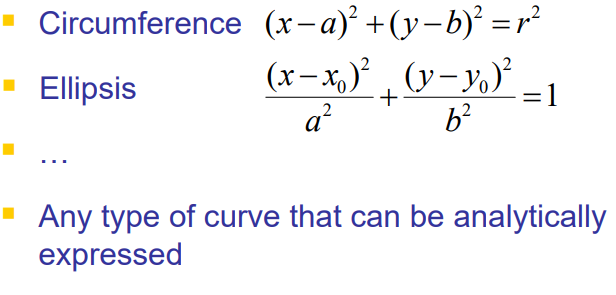 Circumference (x−a)² +(y−b)² =r²
Ellipsis (x−x₀)²/a² + (y−y₀)²/b² =1
…
Any type of curve that can be analytically
expressed